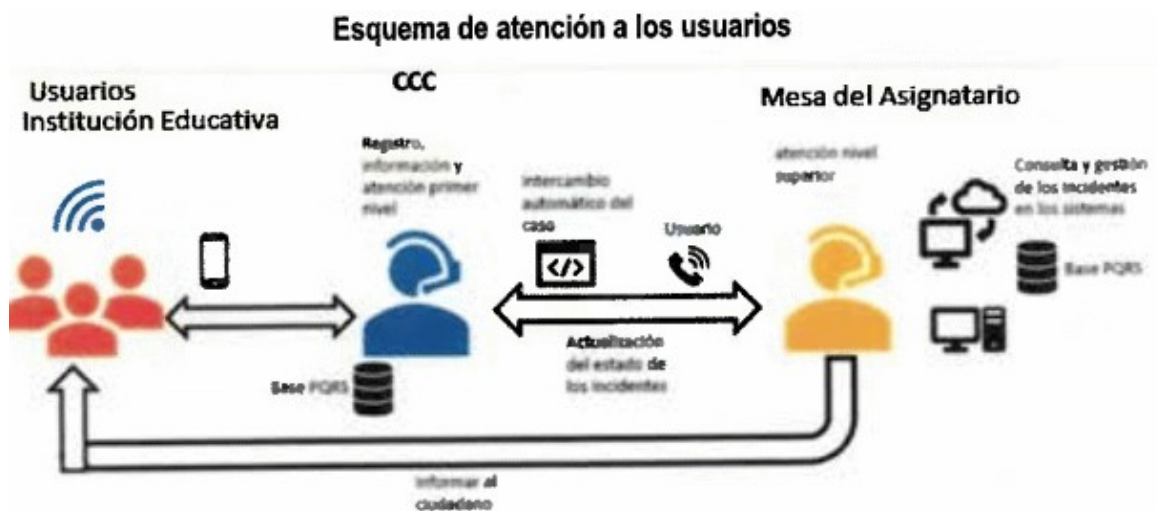 Esquema de atención a los usuarios
Usuarios
Institución Educativa
CCC
Registro,
información y
atención primer
nivel
Base PQRS
intercambio
automático del
caso
</>
Usuario
Actualización
del estado de
los incidentes
Mesa del Asignatario
atención nivel
superior
Consulta y gestión
de los incidentes
en los sistemas
Base PQRS
Informar al
ciudadano